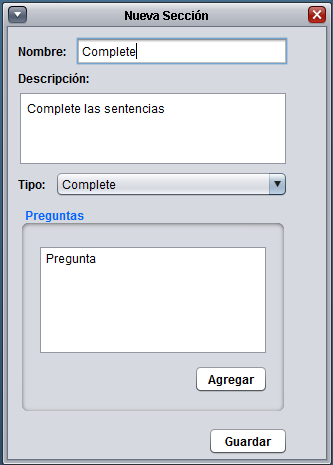 Nueva Sección
Nombre: Complete
Descripción:
Complete las sentencias
Tipo: Complete
Preguntas
Pregunta
Agregar
Guardar